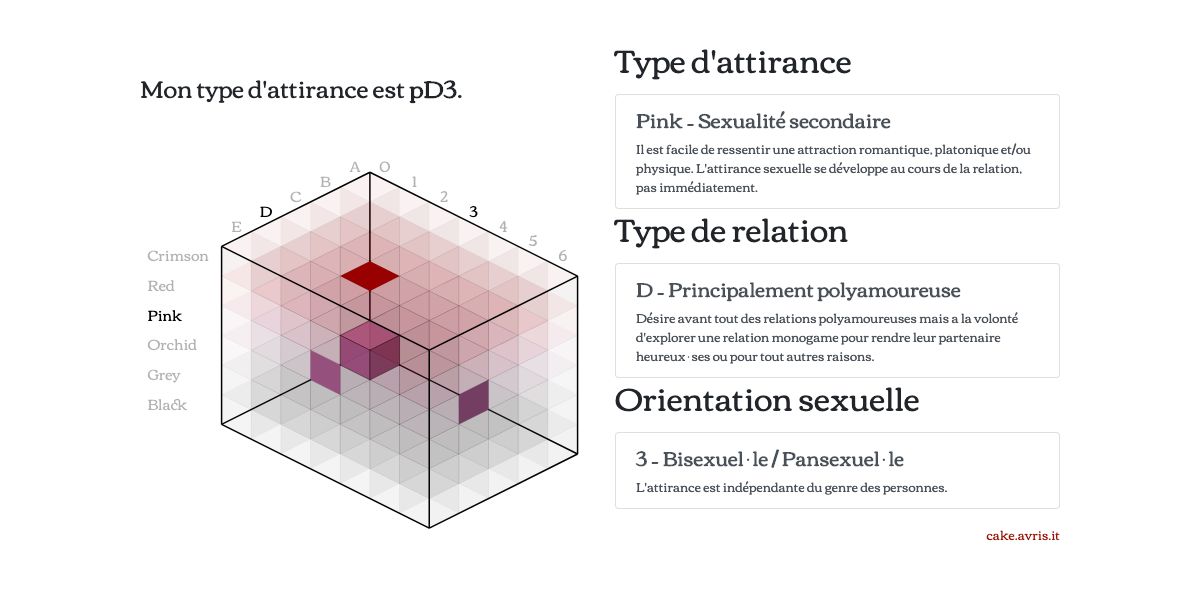 Mon type d'attirance est pD3.
A O
B 1
C 2
D 3
E 4
5
6
Crimson
Red
Pink
Orchid
Grey
Black
Type d'attirance
Pink - Sexualité secondaire
Il est facile de ressentir une attraction romantique, platonique et/ou
physique. L'attirance sexuelle se développe au cours de la relation,
pas immédiatement.
Type de relation
D - Principalement polyamoureuse
Désire avant tout des relations polyamoureuses mais a la volonté
d'explorer une relation monogame pour rendre leur partenaire
heureux·ses ou pour tout autres raisons.
Orientation sexuelle
3 - Bisexuel·le / Pansexuel·le
L'attirance est indépendante du genre des personnes.
cake.avris.it